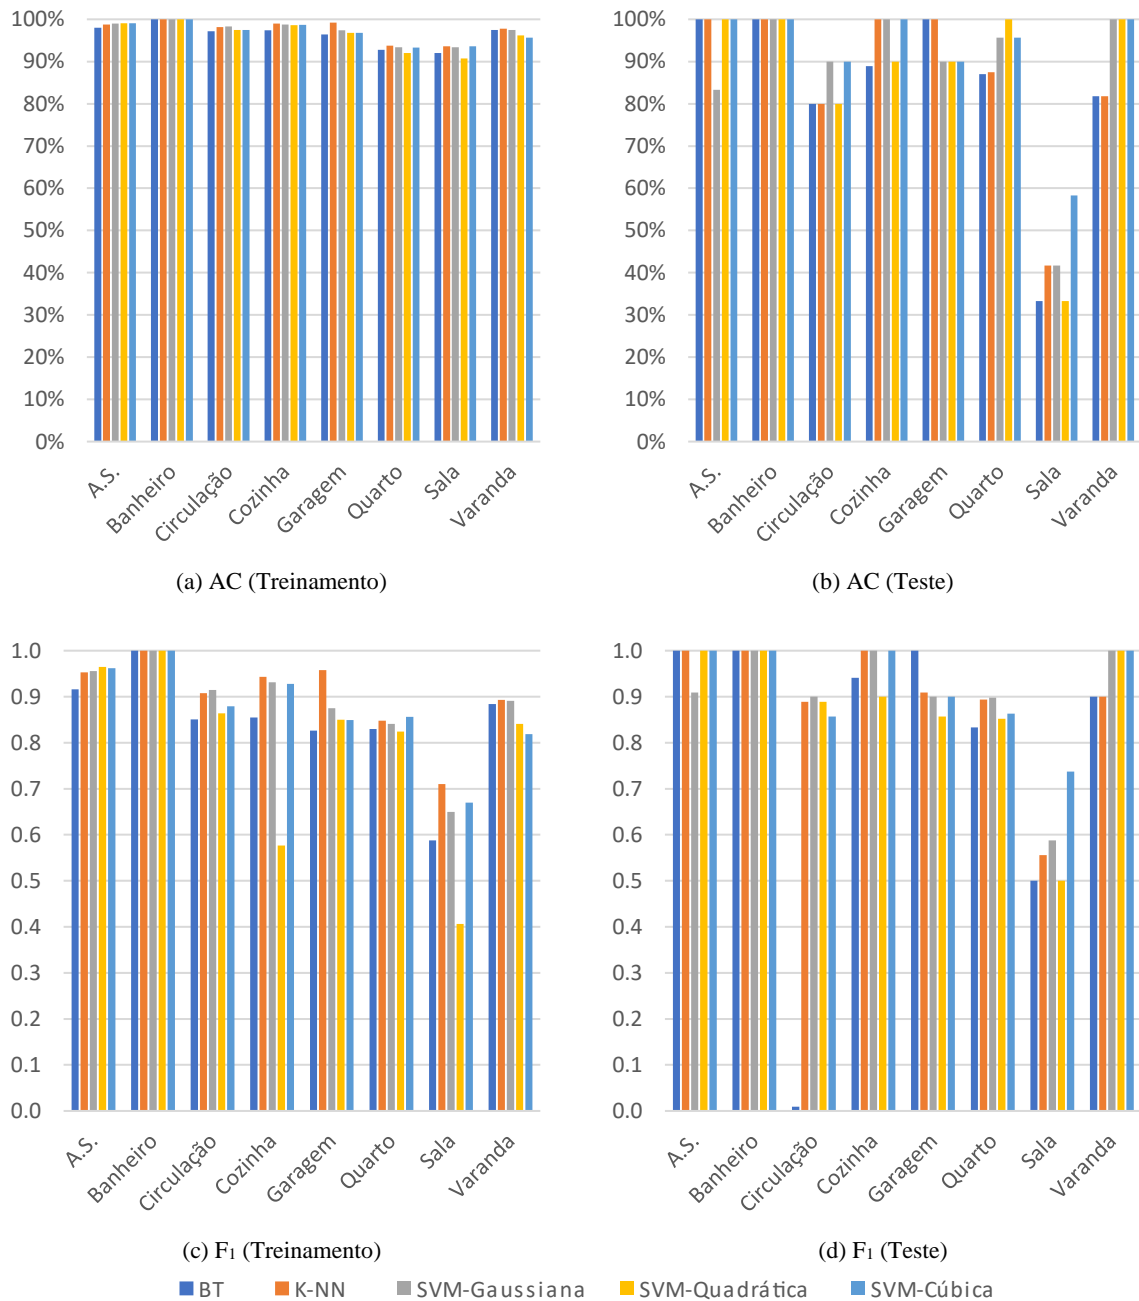 100%
90%
80%
70%
60%
50%
40%
30%
20%
10%
0%
A.S.
Banheiro
Circulação
Cozinha
Garagem
Quarto
Sala
Varanda
(a) AC (Treinamento)
100%
90%
80%
70%
60%
50%
40%
30%
20%
10%
0%
A.S.
Banheiro
Circulação
Cozinha
Garagem
Quarto
Sala
Varanda
(b) AC (Teste)
1.0
0.9
0.8
0.7
0.6
0.5
0.4
0.3
0.2
0.1
0.0
A.S.
Banheiro
Circulação
Cozinha
Garagem
Quarto
Sala
Varanda
(c) F₁ (Treinamento)
1.0
0.9
0.8
0.7
0.6
0.5
0.4
0.3
0.2
0.1
0.0
A.S.
Banheiro
Circulação
Cozinha
Garagem
Quarto
Sala
Varanda
(d) F₁ (Teste)
BT K-NN SVM-Gaussiana SVM-Quadrática SVM-Cúbica